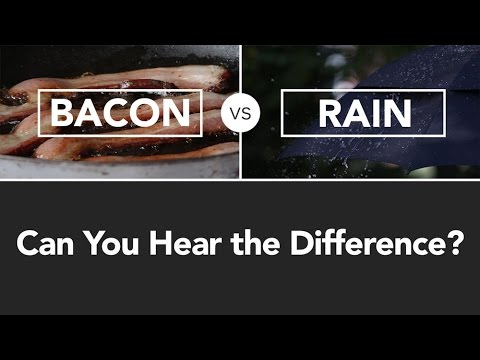 BACON VS RAIN
Can You Hear the Difference?